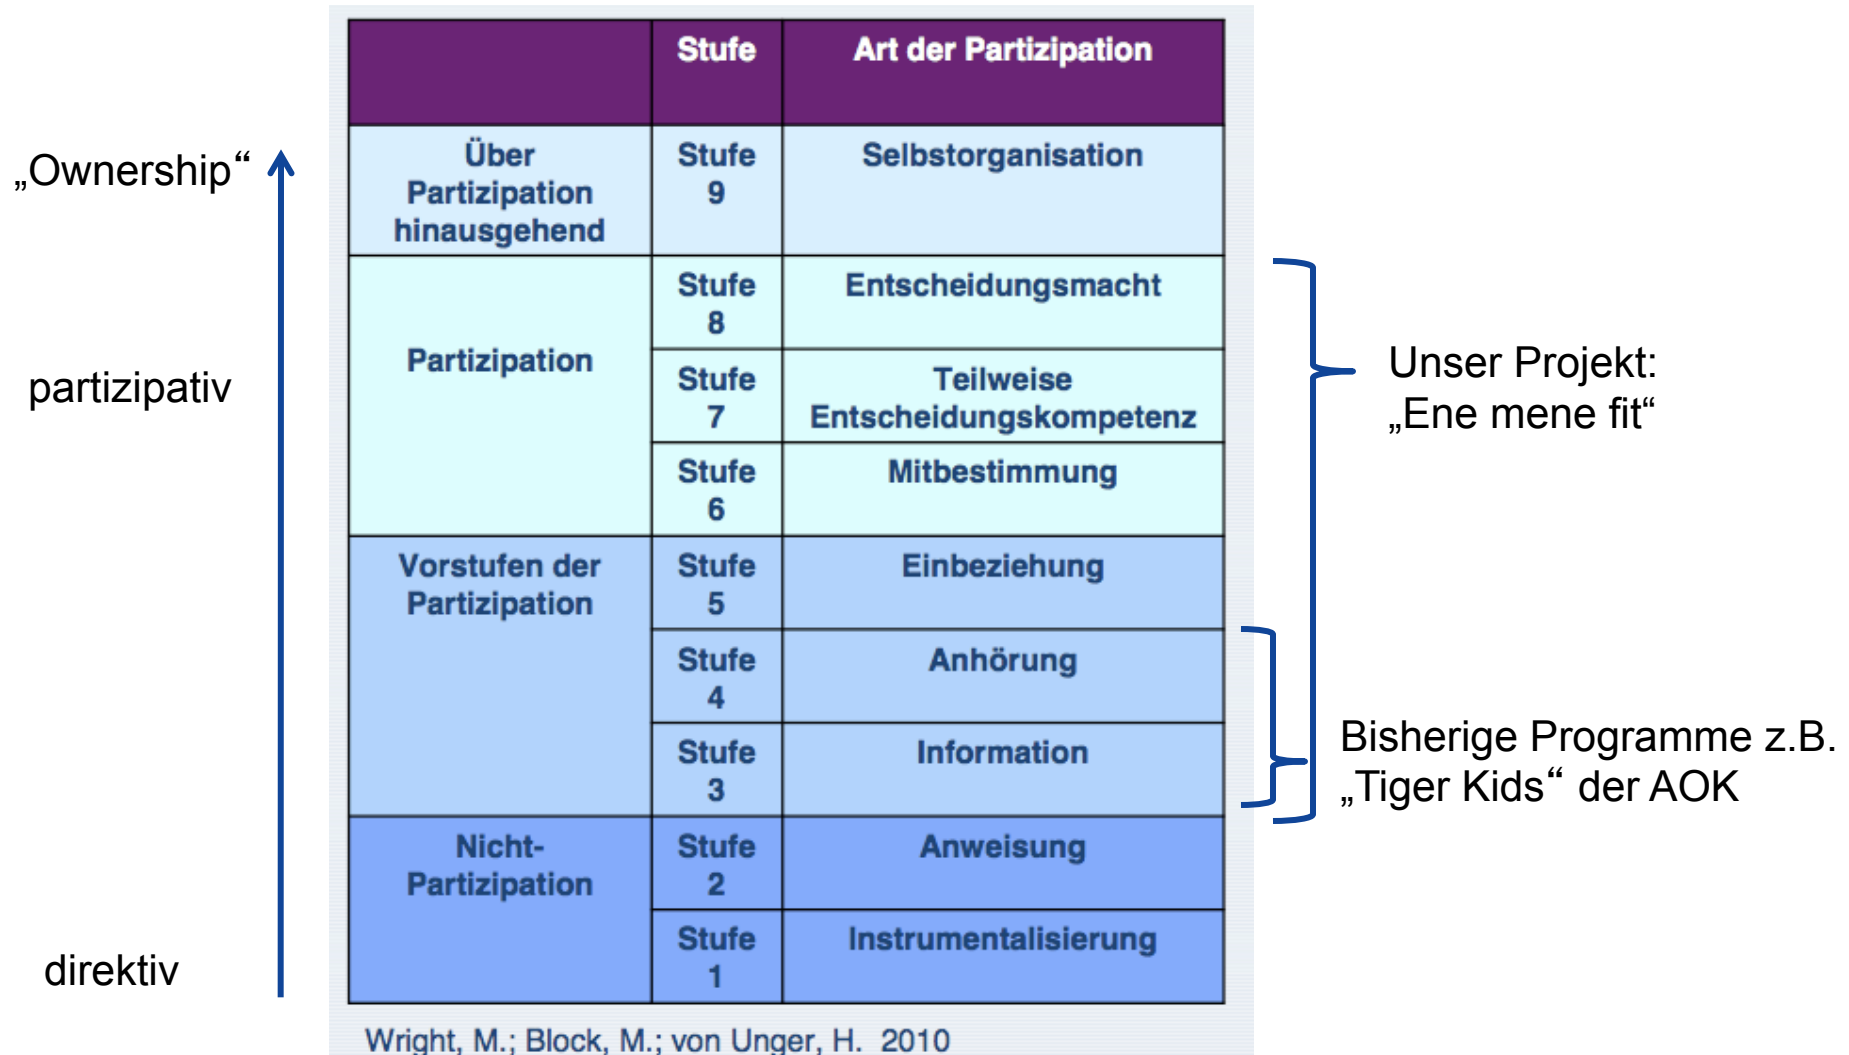 Stufe Art der Partizipation
„Ownership“
Über
Partizipation
hinausgehend
Stufe
9
Selbstorganisation
partizipativ
Partizipation
Stufe
8
Entscheidungsmacht
Stufe
7
Teilweise
Entscheidungskompetenz
Stufe
6
Mitbestimmung
Unser Projekt:
„Ene mene fit“
Vorstufen der
Partizipation
Stufe
5
Einbeziehung
Stufe
4
Anhörung
Stufe
3
Information
Bisherige Programme z.B.
„Tiger Kids“ der AOK
Nicht-
Partizipation
Stufe
2
Anweisung
Stufe
1
Instrumentalisierung
direktiv
Wright, M.; Block, M.; von Unger, H. 2010